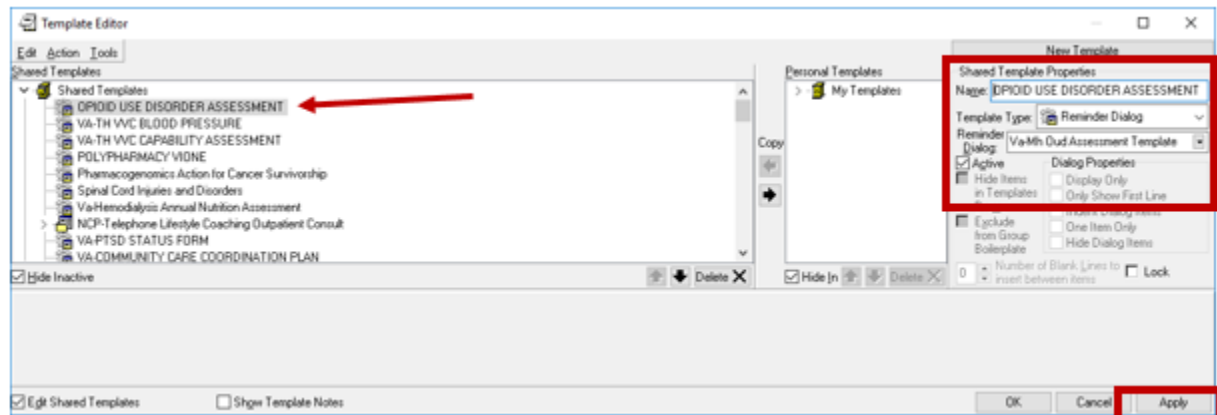 Template Editor
Edit Action Tools
New Template
Shared Templates
Shared Templates
OPIOID USE DISORDER ASSESSMENT
VA-TH VVC BLOOD PRESSURE
VA-TH VVC CAPABILITY ASSESSMENT
POLYPHARMACY VIONE
Pharmacogenomics Action for Cancer Survivorship
Spinal Cord Injuries and Disorders
Va-Hemodialysis Annual Nutrition Assessment
NCP-Telephone Lifestyle Coaching Outpatient Consult
VA-PTSD STATUS FORM
VA-COMMUNITY CARE COORDINATION PLAN
Hide Inactive
Delete
Copy
Personal Templates
My Templates
Hide In
Delete
Shared Template Properties
Name: OPIOID USE DISORDER ASSESSMENT
Template Type: Reminder Dialog
Reminder Dialog: Va-Mh Oud Assessment Template
Active
Hide Items
in Templates
Exclude
from Group
Boilerplate
Dialog Properties
Display Only
Only Show First Line
Indent Dialog Items
One Item Only
Hide Dialog Items
0 Number of Blank Lines to
insert between items
Lock
Edit Shared Templates
Show Template Notes
OK Cancel Apply